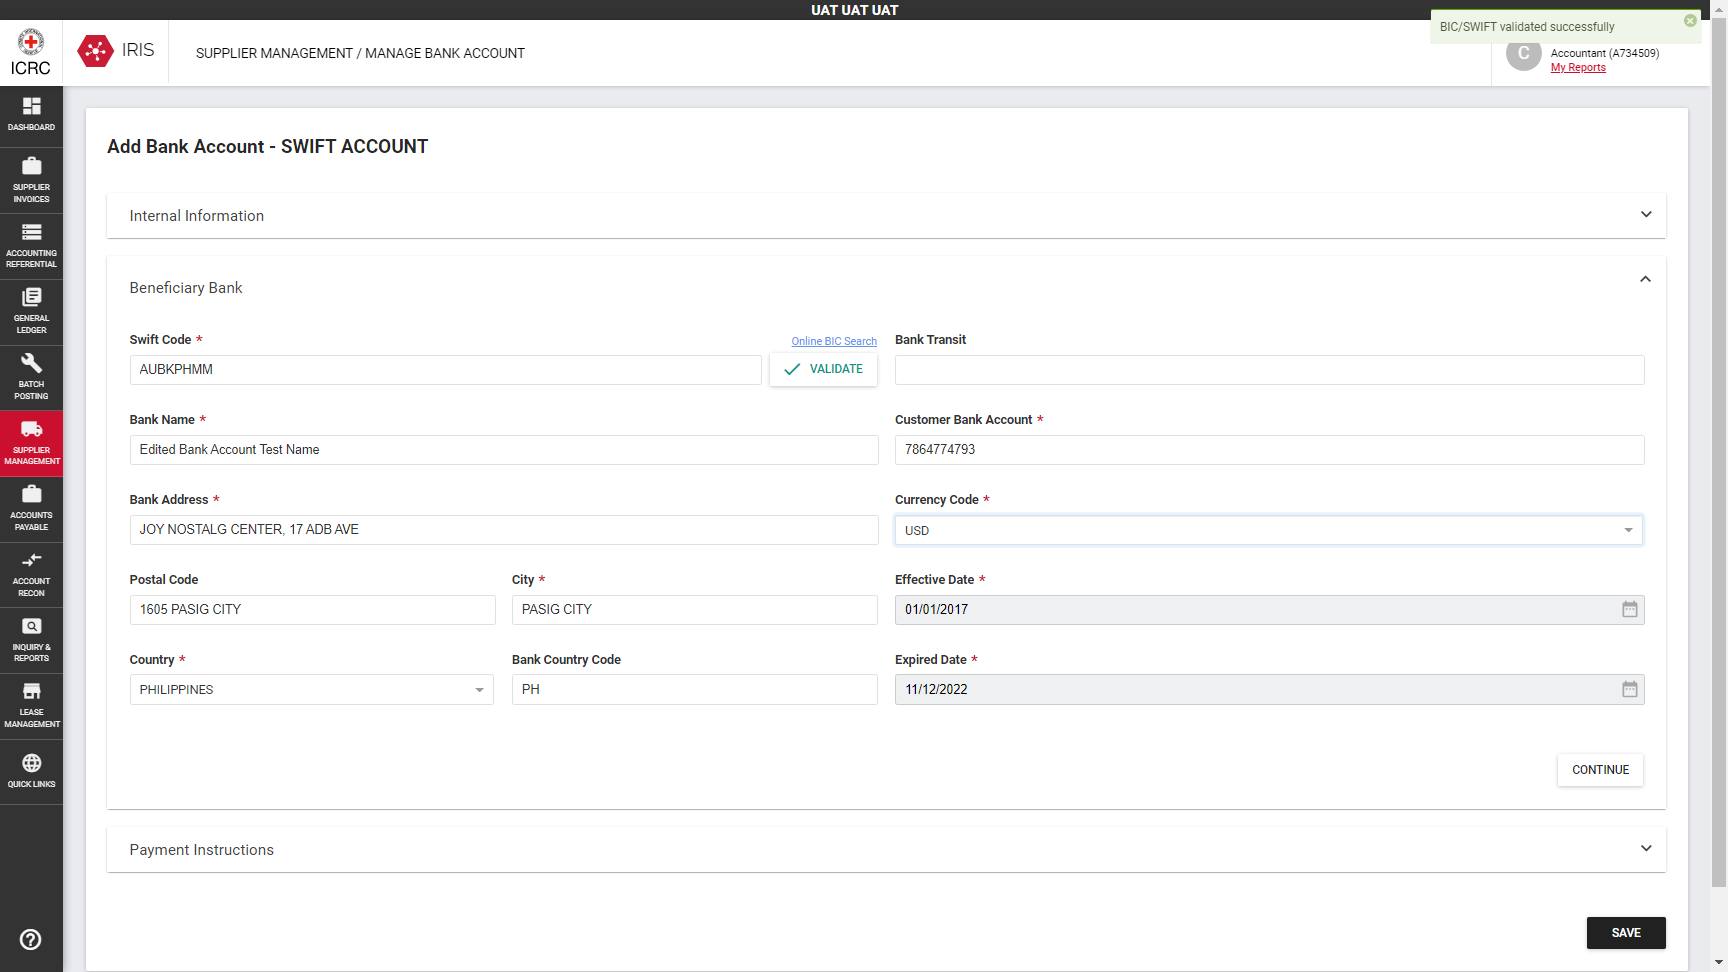 UAT UAT UAT
BIC/SWIFT validated successfully
ICRC
IRIS
SUPPLIER MANAGEMENT / MANAGE BANK ACCOUNT
C
Accountant (A734509)
My Reports
DASHBOARD
SUPPLIER
INVOICES
ACCOUNTING
REFERENTIAL
GENERAL
LEDGER
BATCH
POSTING
SUPPLIER
MANAGEMENT
ACCOUNTS
PAYABLE
ACCOUNT
RECON
INQUIRY &
REPORTS
LEASE
MANAGEMENT
QUICK LINKS
Add Bank Account - SWIFT ACCOUNT
Internal Information
Beneficiary Bank
Swift Code *
Online BIC Search
Bank Transit
AUBKPHMM
VALIDATE
Bank Name *
Customer Bank Account *
Edited Bank Account Test Name
7864774793
Bank Address *
Currency Code *
JOY NOSTALG CENTER, 17 ADB AVE
USD
Postal Code
City *
Effective Date *
1605 PASIG CITY
PASIG CITY
01/01/2017
Country *
Bank Country Code
Expired Date *
PHILIPPINES
PH
11/12/2022
CONTINUE
Payment Instructions
SAVE